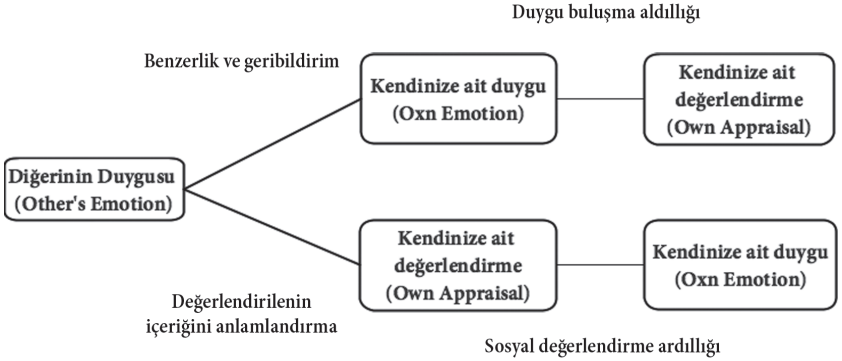 Duygu buluşma aldıllığı
Benzerlik ve geribildirim
Kendinize ait duygu
(Oxn Emotion)
Kendinize ait
değerlendirme
(Own Appraisal)
Diğerinin Duygusu
(Other's Emotion)
Kendinize ait
değerlendirme
(Own Appraisal)
Kendinize ait duygu
(Oxn Emotion)
Değerlendirilenin
içeriğini anlamlandırma
Sosyal değerlendirme ardıllığı